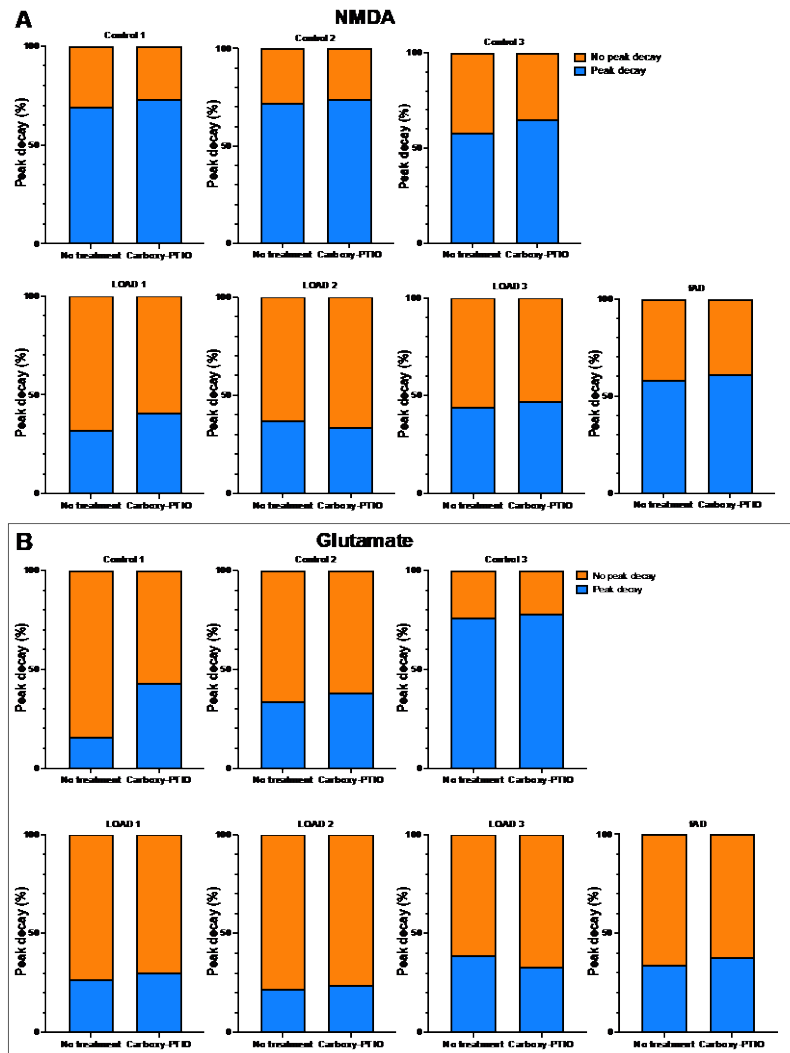 A NMDA
Control 1 Control 2 Control 3
No peak decay
Peak decay
Peak decay (%) Peak decay (%) Peak decay (%)
100 100 100
50 50 50
0 0 0
No treatment Carboxy-PTIO No treatment Carboxy-PTIO No treatment Carboxy-PTIO
LOAD 1 LOAD 2 LOAD 3 fAD
Peak decay (%) Peak decay (%) Peak decay (%) Peak decay (%)
100 100 100 100
50 50 50 50
0 0 0 0
No treatment Carboxy-PTIO No treatment Carboxy-PTIO No treatment Carboxy-PTIO No treatment Carboxy-PTIO
B Glutamate
Control 1 Control 2 Control 3
No peak decay
Peak decay
Peak decay (%) Peak decay (%) Peak decay (%)
100 100 100
50 50 50
0 0 0
No treatment Carboxy-PTIO No treatment Carboxy-PTIO No treatment Carboxy-PTIO
LOAD 1 LOAD 2 LOAD 3 fAD
Peak decay (%) Peak decay (%) Peak decay (%) Peak decay (%)
100 100 100 100
50 50 50 50
0 0 0 0
No treatment Carboxy-PTIO No treatment Carboxy-PTIO No treatment Carboxy-PTIO No treatment Carboxy-PTIO